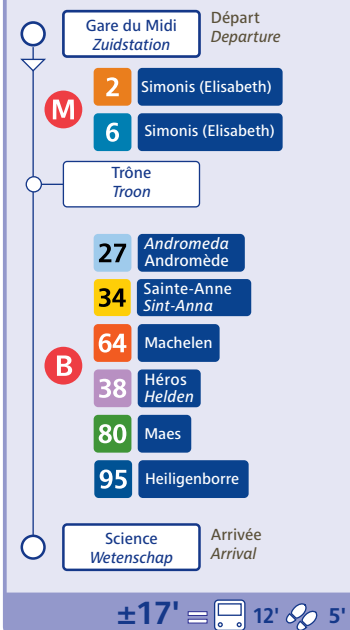 Gare du Midi
Zuidstation
Départ
Departure
M
2 Simonis (Elisabeth)
6 Simonis (Elisabeth)
Trône
Troon
B
27 Andromeda
Andromède
34 Sainte-Anne
Sint-Anna
64 Machelen
38 Héros
Helden
80 Maes
95 Heiligenborre
Science
Wetenschap
Arrivée
Arrival
±17' = 12' 5'